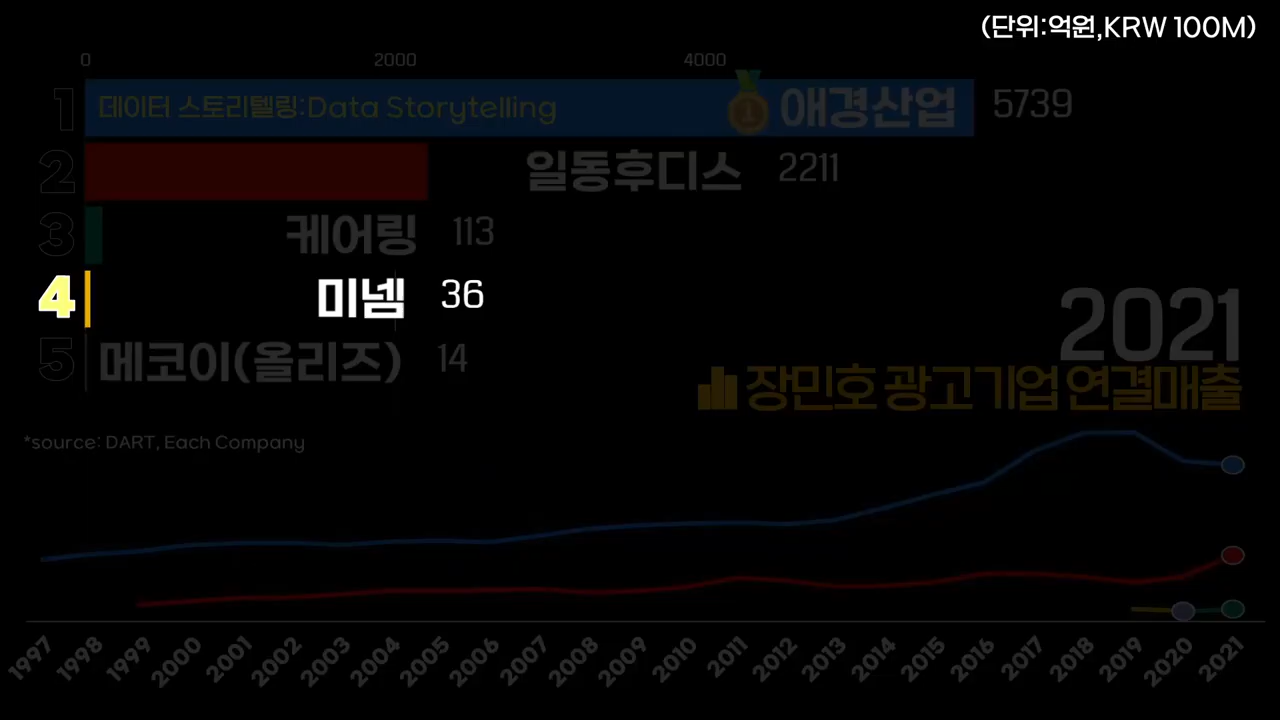 (단위:억원,KRW 100M)
0 2000 4000
1 데이터 스토리텔링:Data Storytelling 1 애경산업 5739
2 일동후디스 2211
3 케어링 113
4 미넴 36
5 메코이(올리즈) 14
2021
장민호 광고기업 연결매출
*source: DART, Each Company
1997 1998 1999 2000 2001 2002 2003 2004 2005 2006 2007 2008 2009 2010 2011 2012 2013 2014 2015 2016 2017 2018 2019 2020 2021